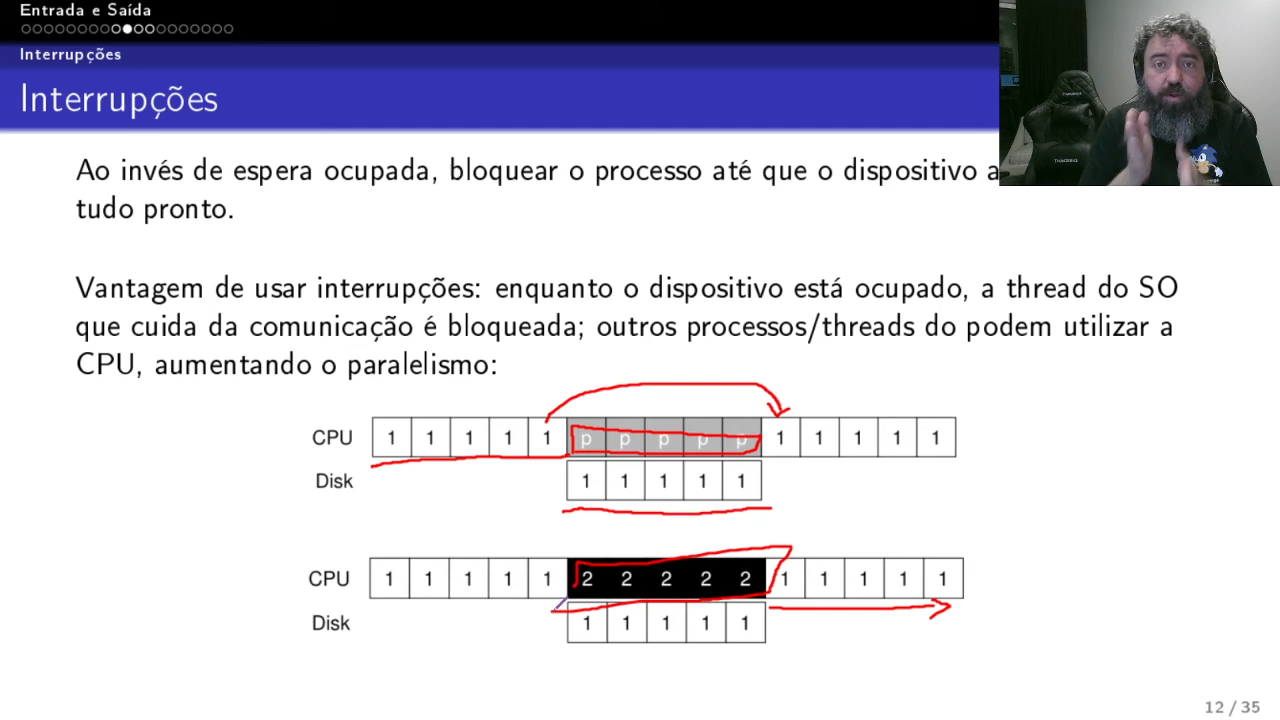 Entrada e Saída
Interrupções
Interrupções
Ao invés de espera ocupada, bloquear o processo até que o dispositivo a
tudo pronto.
Vantagem de usar interrupções: enquanto o dispositivo está ocupado, a thread do SO
que cuida da comunicação é bloqueada; outros processos/threads do podem utilizar a
CPU, aumentando o paralelismo:
CPU 1 1 1 1 1 p p p p p 1 1 1 1 1
Disk 1 1 1 1 1
CPU 1 1 1 1 1 2 2 2 2 2 1 1 1 1 1
Disk 1 1 1 1 1
12 / 35